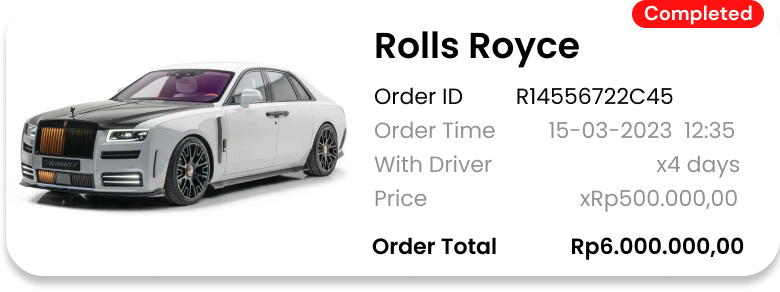 Completed
Rolls Royce
Order ID R14556722C45
Order Time 15-03-2023 12:35
With Driver x4 days
Price xRp500.000,00
Order Total Rp6.000.000,00